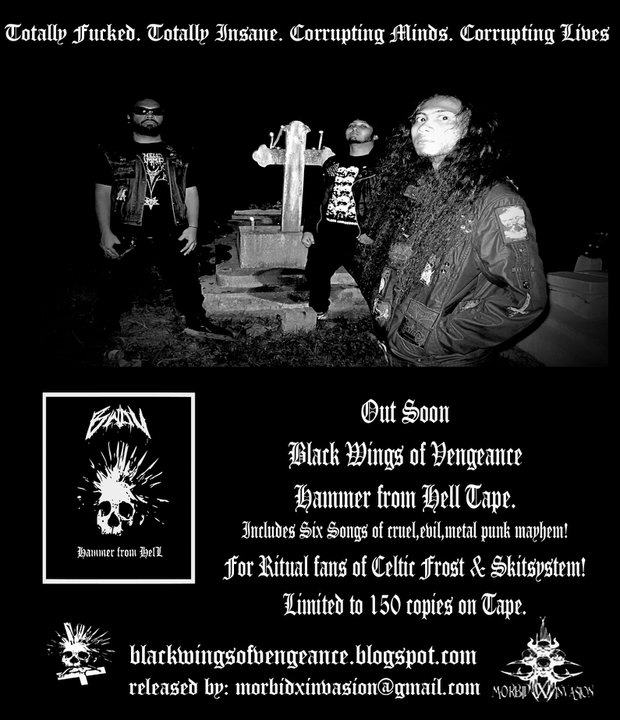 Totally Fucked. Totally Insane. Corrupting Minds. Corrupting Lives
BWOV
Hammer from Hell
Out Soon
Black Wings of Vengeance
Hammer from Hell Tape.
Includes Six Songs of cruel,evil,metal punk mayhem!
For Ritual fans of Celtic Frost & Skitsystem!
Limited to 150 copies on Tape.
blackwingsofvengeance.blogspot.com
released by: morbidxinvasion@gmail.com
MORBID X INVASION